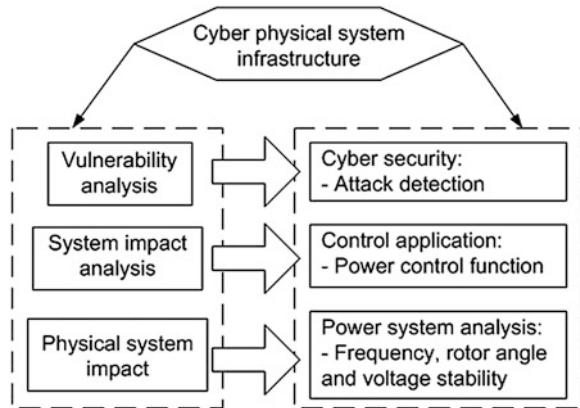 Cyber physical system
infrastructure
Vulnerability
analysis
Cyber security:
- Attack detection
System impact
analysis
Control application:
- Power control function
Physical system
impact
Power system analysis:
- Frequency, rotor angle
and voltage stability